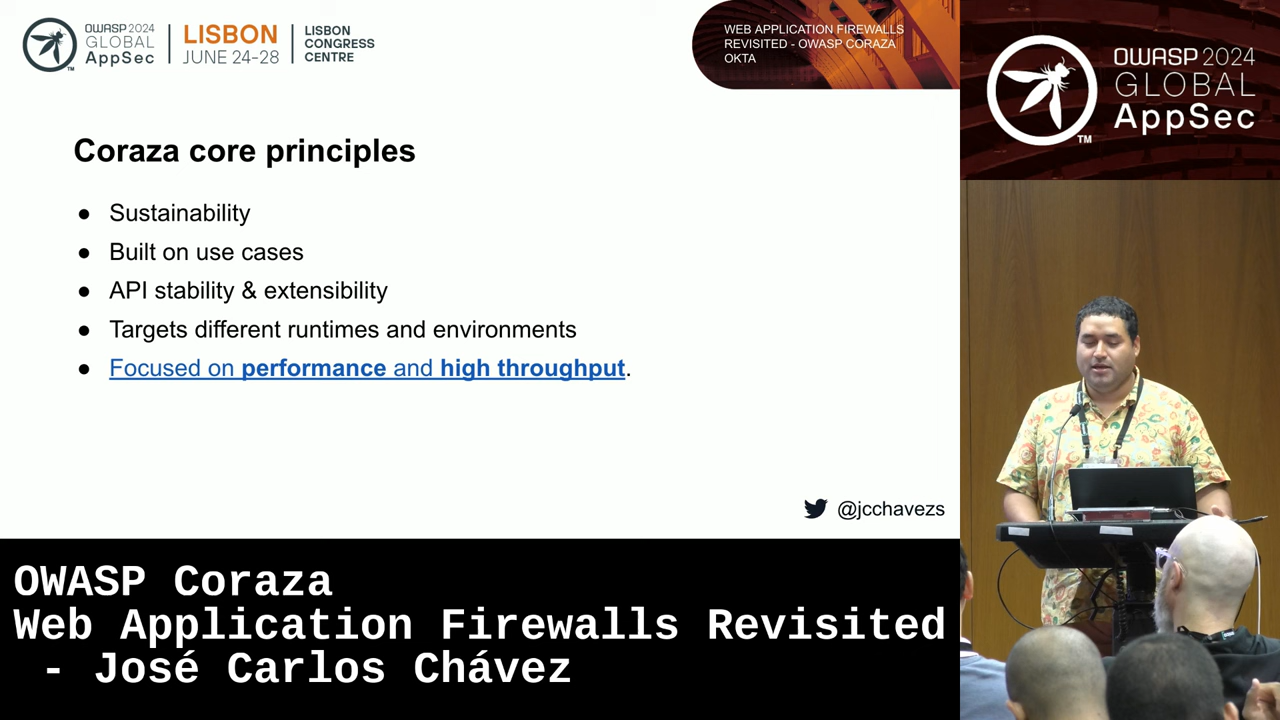 OWASP 2024
GLOBAL
AppSec
TM
LISBON
JUNE 24-28
LISBON
CONGRESS
CENTRE
WEB APPLICATION FIREWALLS
REVISITED - OWASP CORAZA
OKTA
OWASP 2024
GLOBAL
AppSec
TM
Coraza core principles
● Sustainability
● Built on use cases
● API stability & extensibility
● Targets different runtimes and environments
● Focused on performance and high throughput.
@jcchavezs
OWASP Coraza
Web Application Firewalls Revisited
- José Carlos Chávez